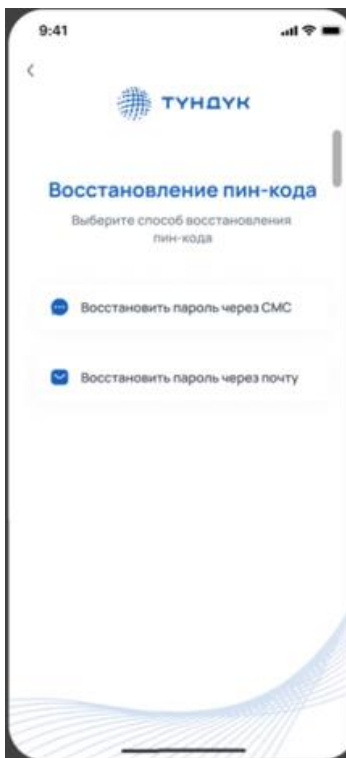 9:41
ТҮНДҮК
Восстановление пин-кода
Выберите способ восстановления
пин-кода
Восстановить пароль через СМС
Восстановить пароль через почту